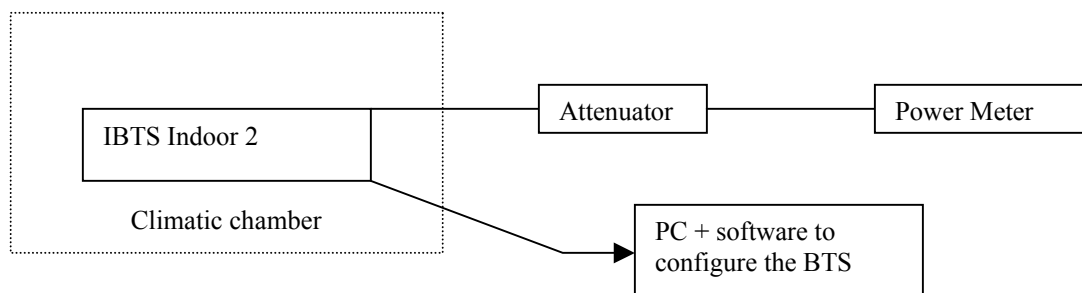 IBTS Indoor 2
Climatic chamber
Attenuator
Power Meter
PC + software to
configure the BTS